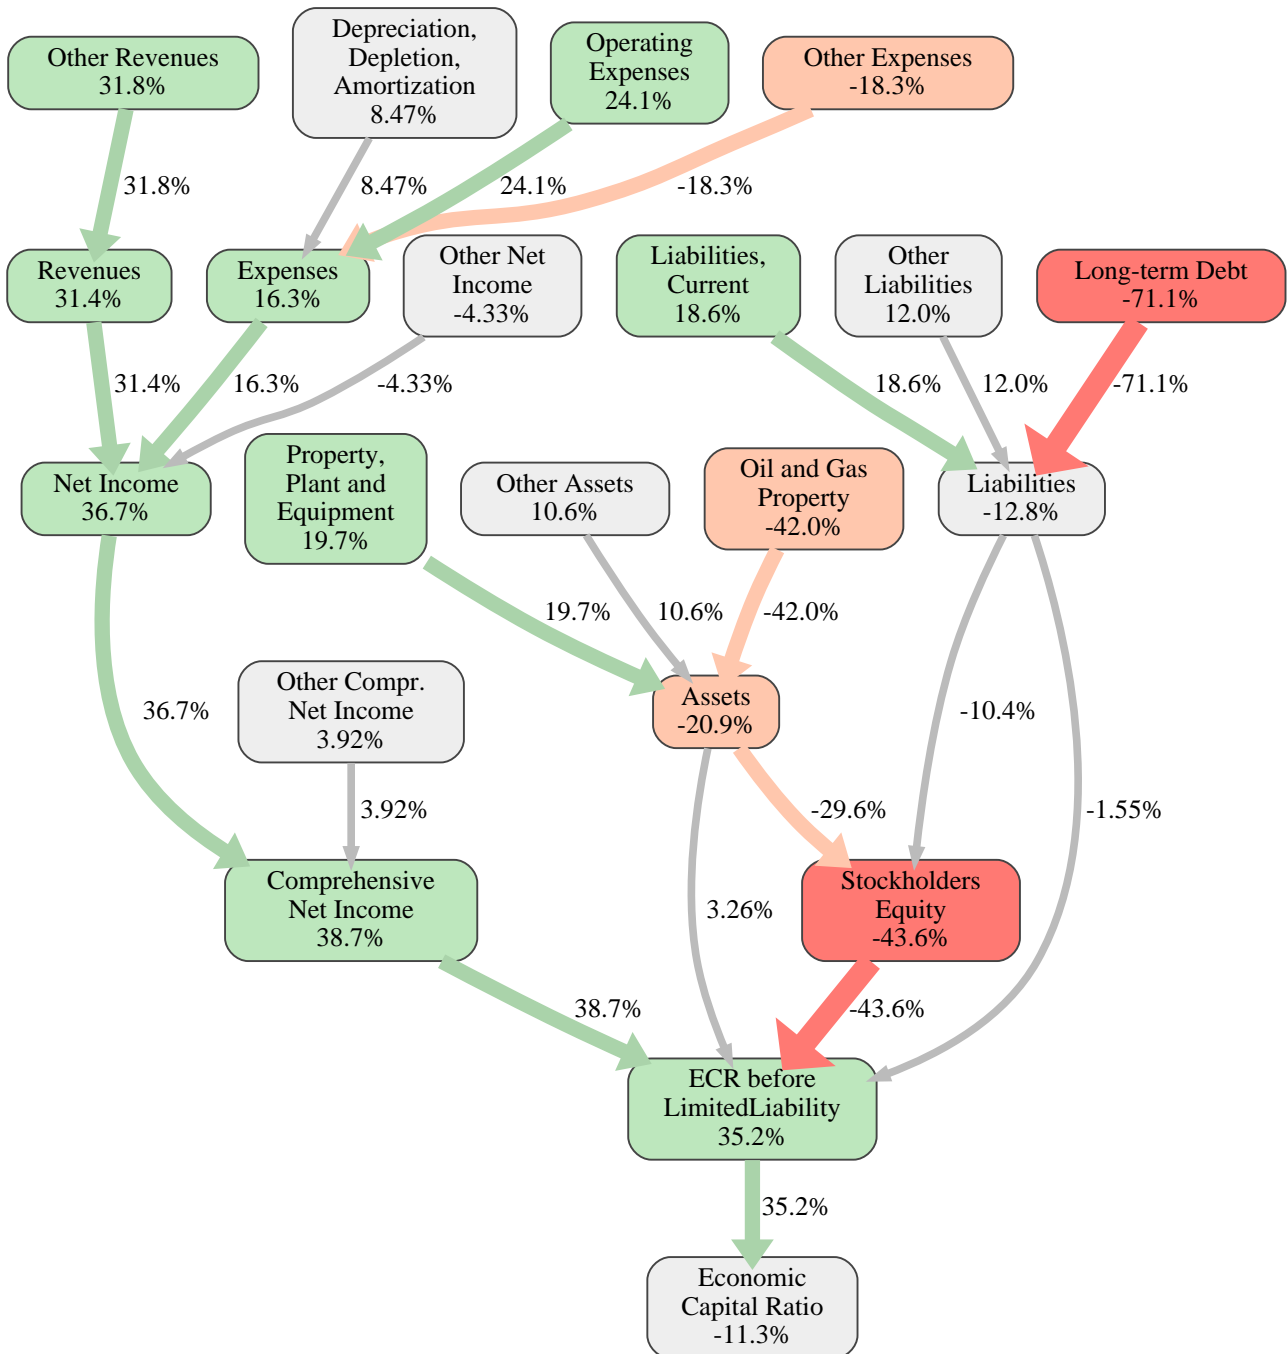 Other Revenues
31.8%
Depreciation,
Depletion,
Amortization
8.47%
Operating
Expenses
24.1%
Other Expenses
-18.3%
31.8%
8.47%
24.1%
-18.3%
Revenues
31.4%
Expenses
16.3%
Other Net
Income
-4.33%
Liabilities,
Current
18.6%
Other
Liabilities
12.0%
Long-term Debt
-71.1%
31.4%
16.3%
-4.33%
18.6%
12.0%
-71.1%
Net Income
36.7%
Property,
Plant and
Equipment
19.7%
Other Assets
10.6%
Oil and Gas
Property
-42.0%
Liabilities
-12.8%
19.7%
10.6%
-42.0%
36.7%
Other Compr.
Net Income
3.92%
Assets
-20.9%
-10.4%
3.92%
-29.6%
-1.55%
Comprehensive
Net Income
38.7%
3.26%
Stockholders
Equity
-43.6%
38.7%
-43.6%
ECR before
LimitedLiability
35.2%
35.2%
Economic
Capital Ratio
-11.3%